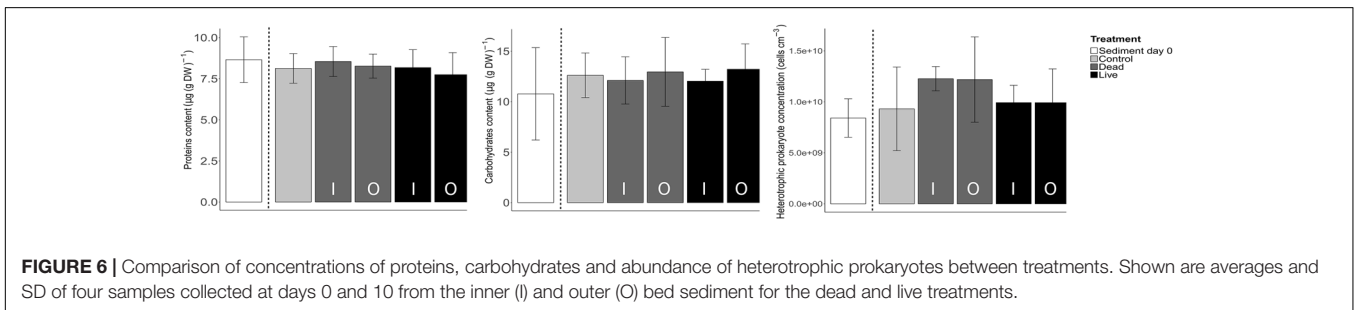 Proteins content (µg (g DW)⁻¹)
10.0
7.5
5.0
2.5
0.0
I
O
I
O
Carbohydrates content (µg (g DW)⁻¹)
15
10
5
0
I
O
I
O
Heterotrophic prokaryote concentration (cells cm⁻³)
1.5e+10
1.0e+10
5.0e+09
0.0e+00
I
O
I
O
Treatment
Sediment day 0
Control
Dead
Live
FIGURE 6 | Comparison of concentrations of proteins, carbohydrates and abundance of heterotrophic prokaryotes between treatments. Shown are averages and
SD of four samples collected at days 0 and 10 from the inner (I) and outer (O) bed sediment for the dead and live treatments.